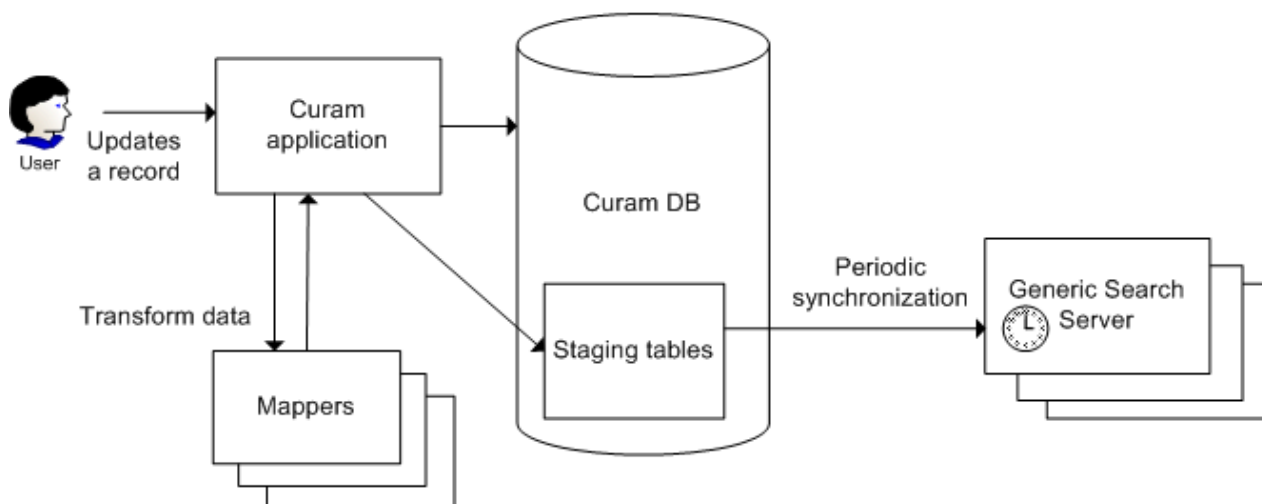 User
Updates
a record
Curam
application
Transform data
Mappers
Curam DB
Staging tables
Periodic
synchronization
Generic Search
Server